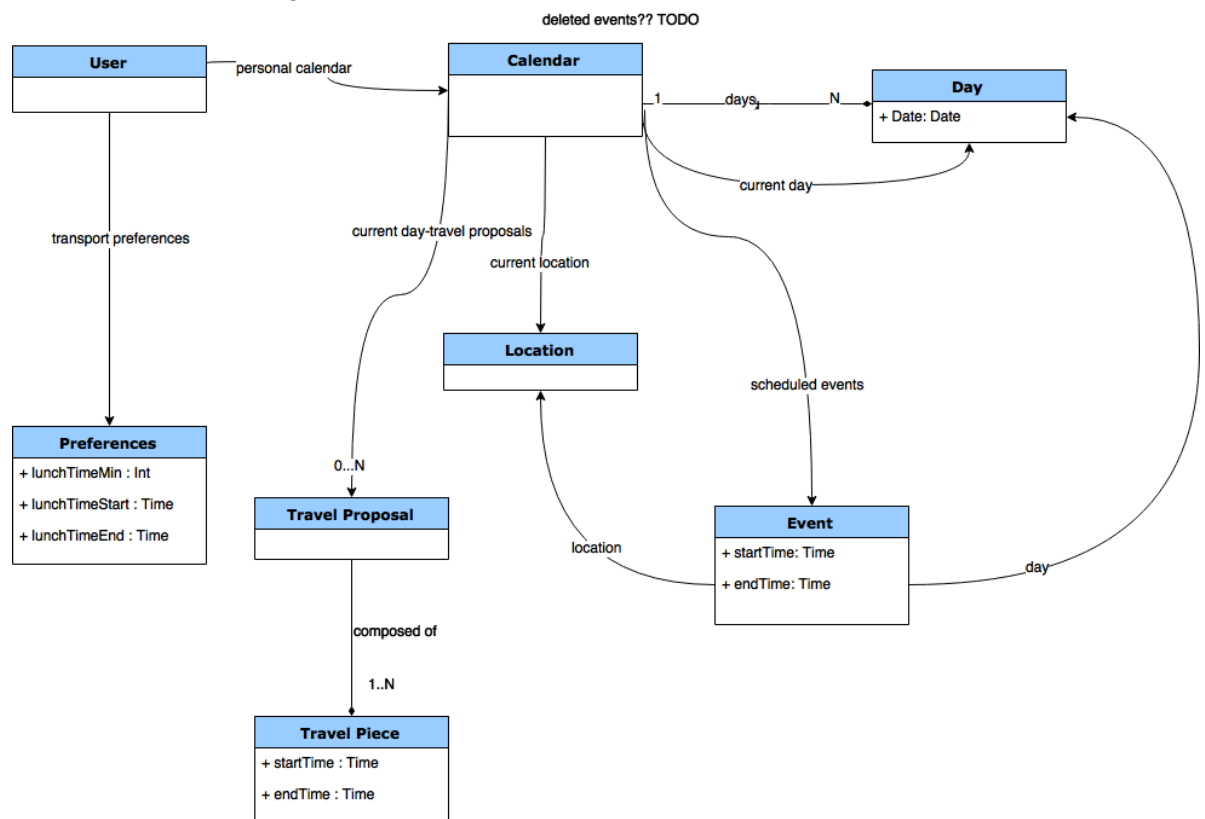 deleted events?? TODO
User
personal calendar
Calendar
1
days
N
Day
+ Date: Date
current day
transport preferences
current day-travel proposals
current location
Location
scheduled events
Preferences
+ lunchTimeMin : Int
+ lunchTimeStart : Time
+ lunchTimeEnd : Time
0...N
Travel Proposal
Event
+ startTime: Time
+ endTime: Time
location
day
composed of
1..N
Travel Piece
+ startTime : Time
+ endTime : Time